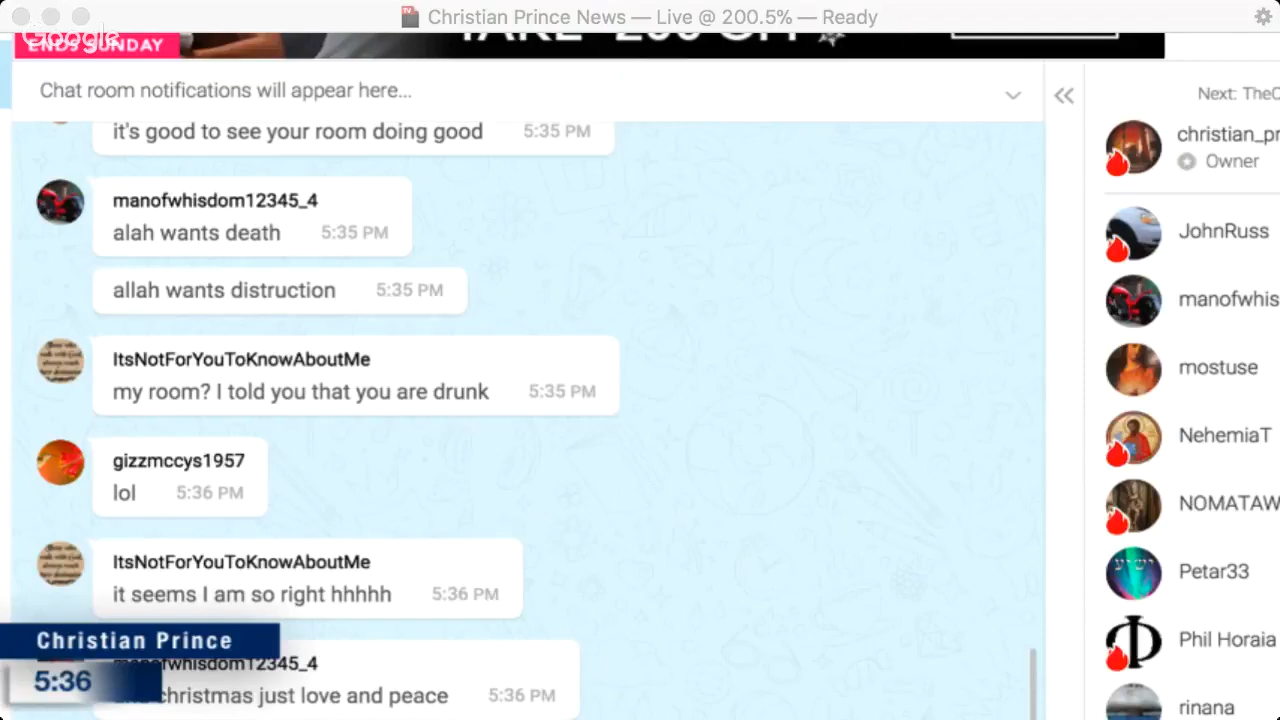 Christian Prince News — Live @ 200.5% — Ready
Google
ENDS SUNDAY
Chat room notifications will appear here...
it's good to see your room doing good 5:35 PM
manofwhisdom12345_4
alah wants death 5:35 PM
allah wants distruction 5:35 PM
ItsNotForYouToKnowAboutMe
my room? I told you that you are drunk 5:35 PM
gizzmccys1957
lol 5:36 PM
ItsNotForYouToKnowAboutMe
it seems I am so right hhhhh 5:36 PM
manofwhisdom12345_4
christmas just love and peace 5:36 PM
Christian Prince
5:36
Next: TheC
christian_pr
Owner
JohnRuss
manofwhis
mostuse
NehemiaT
NOMATAW
Petar33
Phil Horaia
rinana